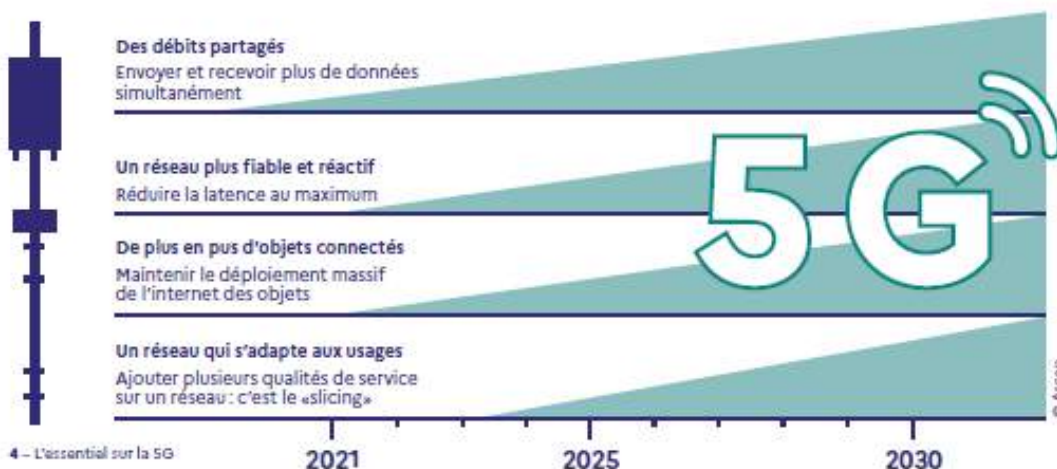 Des débits partagés
Envoyer et recevoir plus de données
simultanément
Un réseau plus fiable et réactif
Réduire la latence au maximum
De plus en pus d'objets connectés
Maintenir le déploiement massif
de l'internet des objets
Un réseau qui s'adapte aux usages
Ajouter plusieurs qualités de service
sur un réseau : c'est le «slicing»
5G
4 – L'essentiel sur la 5G
2021
2025
2030